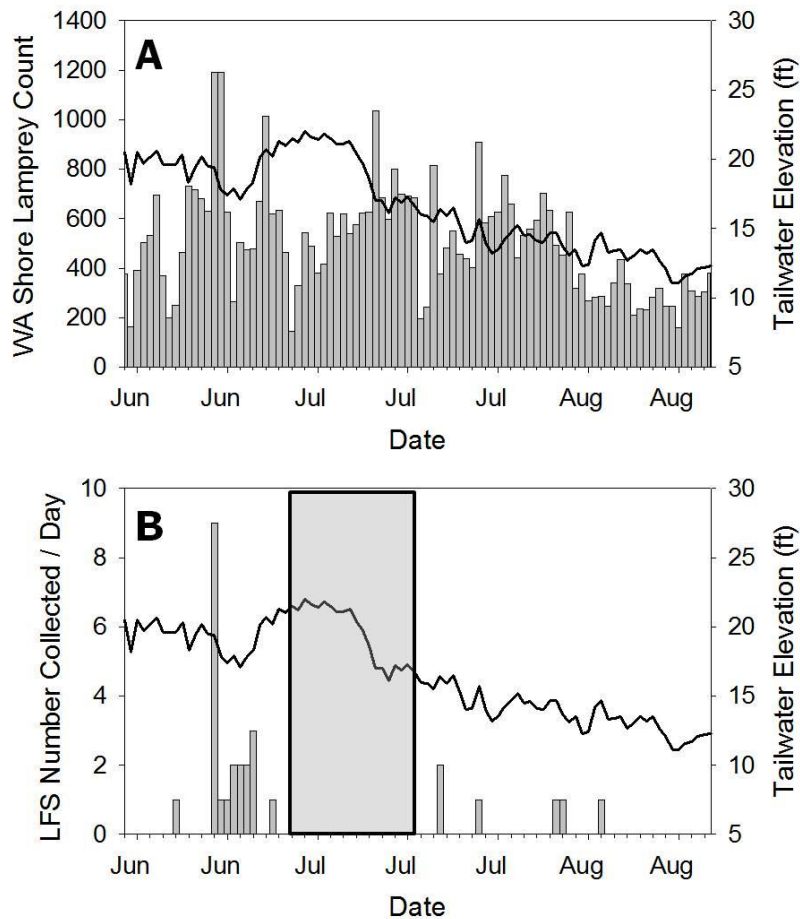 A
1400
1200
1000
800
600
400
200
0
WA Shore Lamprey Count
30
25
20
15
10
5
Tailwater Elevation (ft)
Jun Jun Jul Jul Jul Aug Aug
Date
B
10
8
6
4
2
0
LFS Number Collected / Day
30
25
20
15
10
5
Tailwater Elevation (ft)
Jun Jun Jul Jul Jul Aug Aug
Date